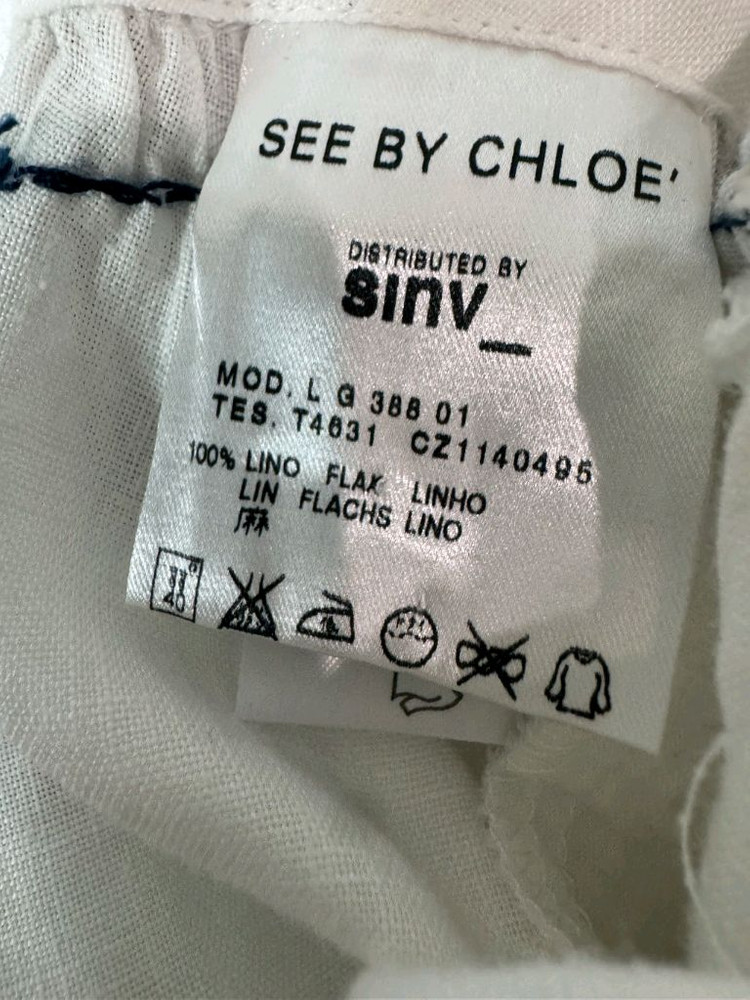 SEE BY CHLOE'
DISTRIBUTED BY
sinv_
MOD. L G 388 01
TES. T4631 CZ1140495
100% LINO FLAX LINHO
LIN FLACHS LINO
麻
40